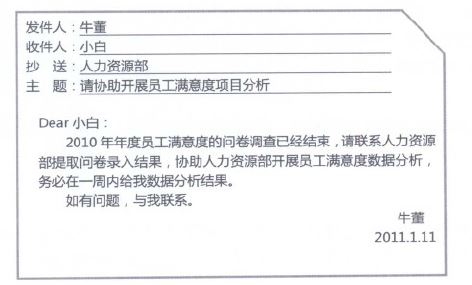 发件人：牛董
收件人：小白
抄 送：人力资源部
主 题：请协助开展员工满意度项目分析
Dear 小白：
2010 年年度员工满意度的问卷调查已经结束，请联系人力资源
部提取问卷录入结果，协助人力资源部开展员工满意度数据分析，
务必在一周内给我数据分析结果。
如有问题，与我联系。
牛董
2011.1.11